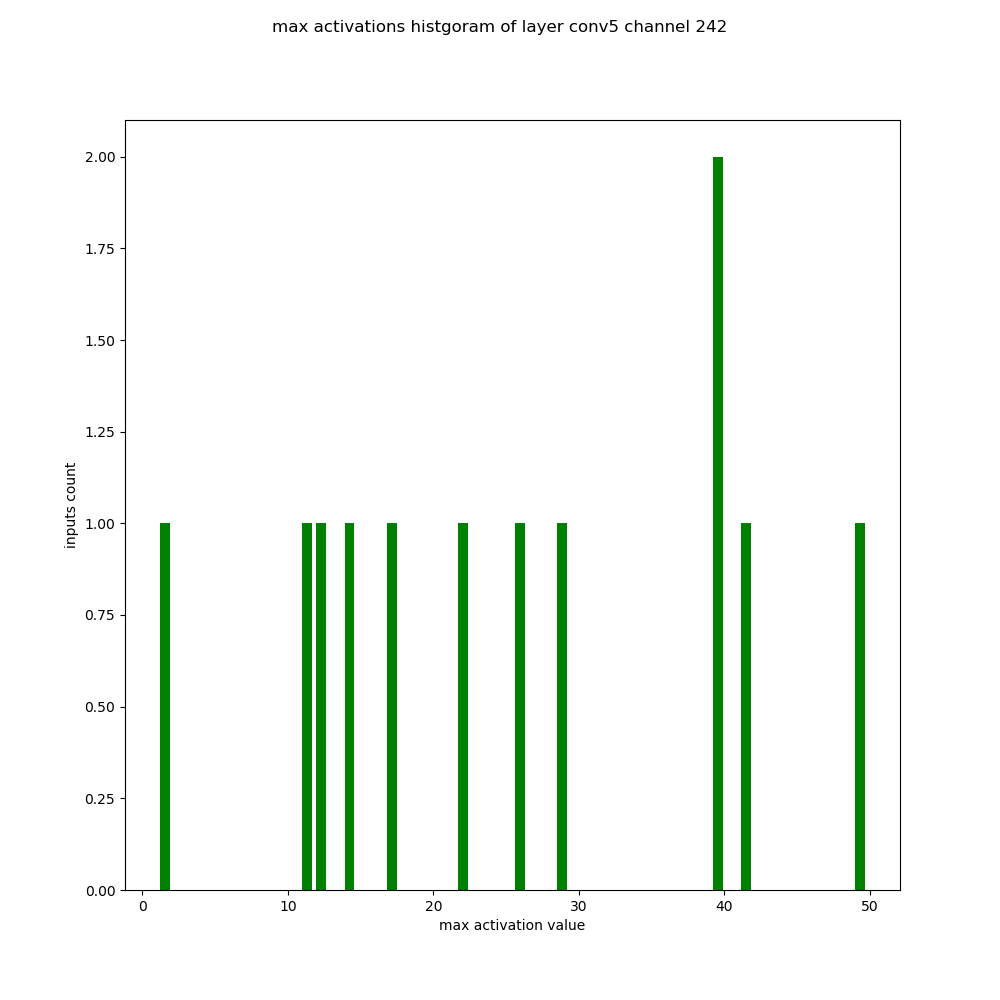 max activations histgoram of layer conv5 channel 242
2.00
1.75
1.50
1.25
1.00
0.75
0.50
0.25
0.00
inputs count
0 10 20 30 40 50
max activation value